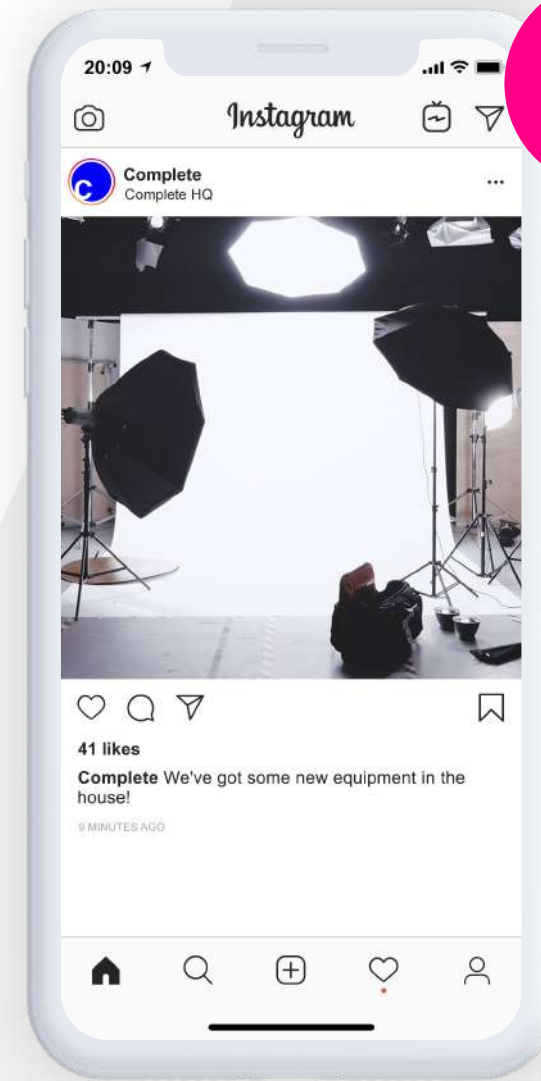 20:09
Instagram
C
Complete
Complete HQ
41 likes
Complete We've got some new equipment in the
house!
9 MINUTES AGO